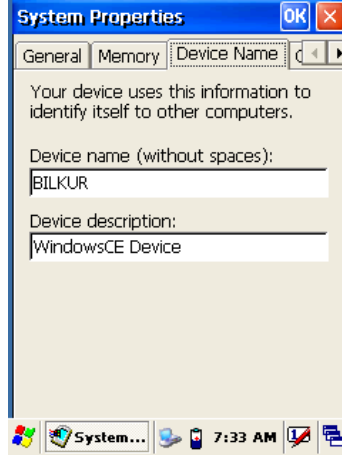 System Properties
OK
General
Memory
Device Name
Your device uses this information to
identify itself to other computers.
Device name (without spaces):
BILKUR
Device description:
WindowsCE Device
System...
7:33 AM